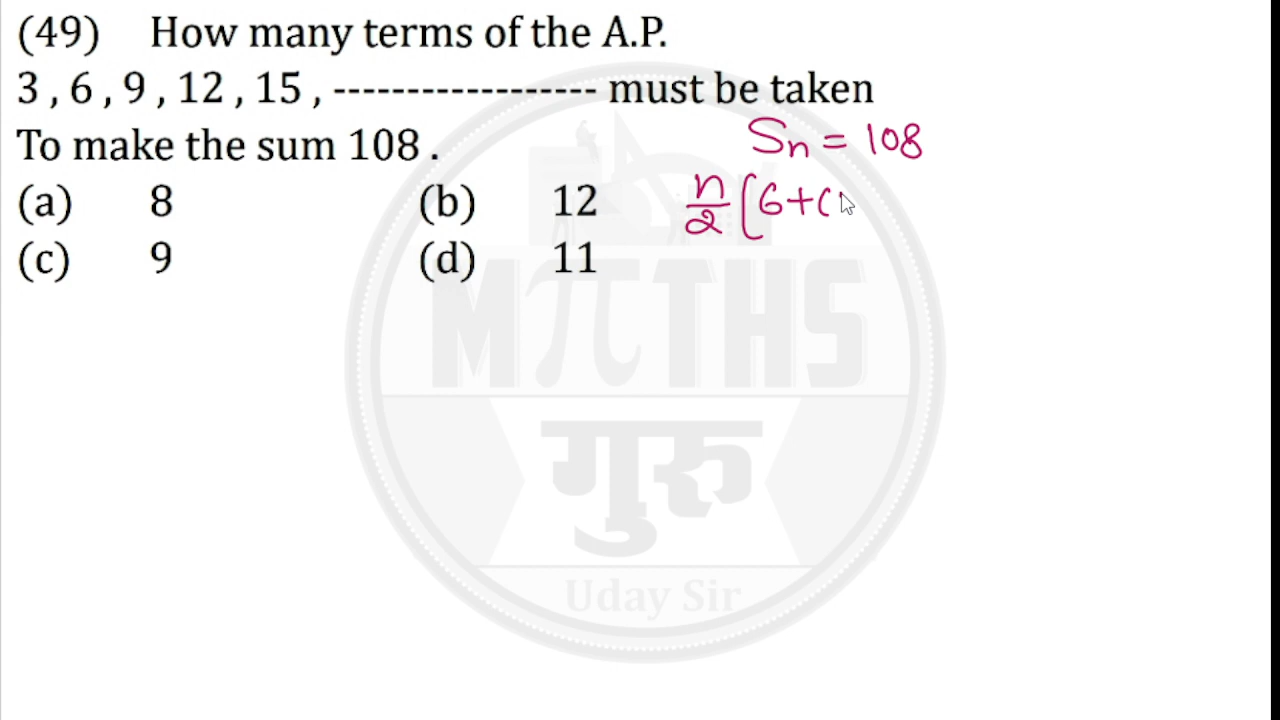 (49) How many terms of the A.P.
3 , 6 , 9 , 12 , 15 , ------------------ must be taken
To make the sum 108 .
Sn = 108
(a) 8 (b) 12
n/2 [6+(
(c) 9 (d) 11
MπTHS
गुरु
Uday Sir